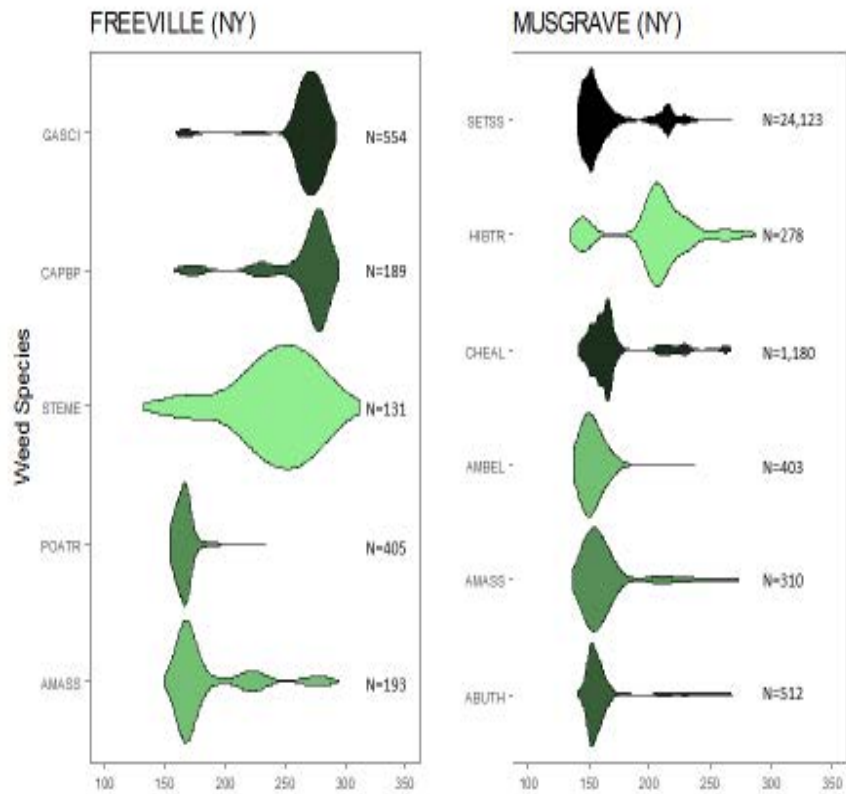 FREEVILLE (NY)
Weed Species
GASCI
N=554
CAPBP
N=189
STEME
N=131
POATR
N=405
AMASS
N=193
100 150 200 250 300 350
MUSGRAVE (NY)
SETSS
N=24,123
HIBTR
N=278
CHEAL
N=1,180
AMBEL
N=403
AMASS
N=310
ABUTH
N=512
100 150 200 250 300 350